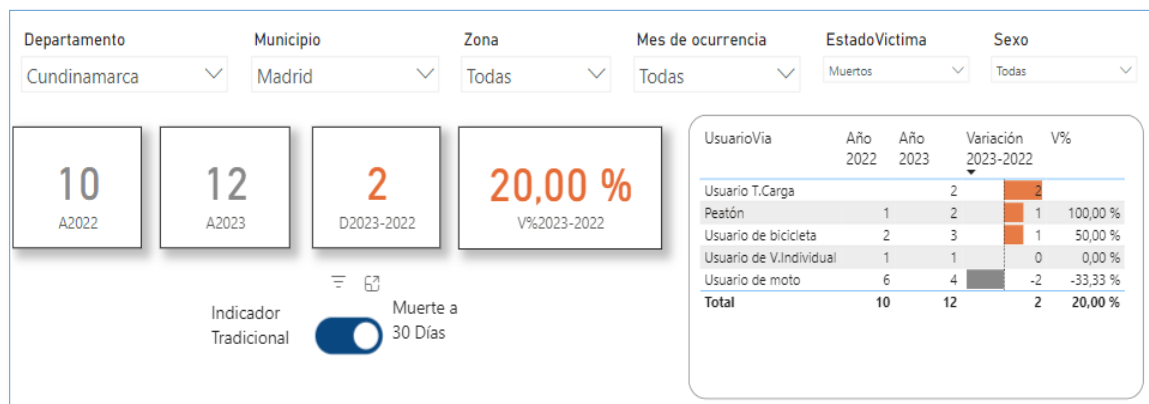 Departamento Municipio Zona Mes de ocurrencia EstadoVictima Sexo
Cundinamarca Madrid Todas Todas Muertos Todas
10 12 2 20,00 %
A2022 A2023 D2023-2022 V%2023-2022
Indicador Tradicional
Muerte a 30 Días
UsuarioVia Año 2022 Año 2023 Variación 2023-2022 V%
Usuario T.Carga 2 2
Peatón 1 2 1 100,00 %
Usuario de bicicleta 2 3 1 50,00 %
Usuario de V.Individual 1 1 0 0,00 %
Usuario de moto 6 4 -2 -33,33 %
Total 10 12 2 20,00 %